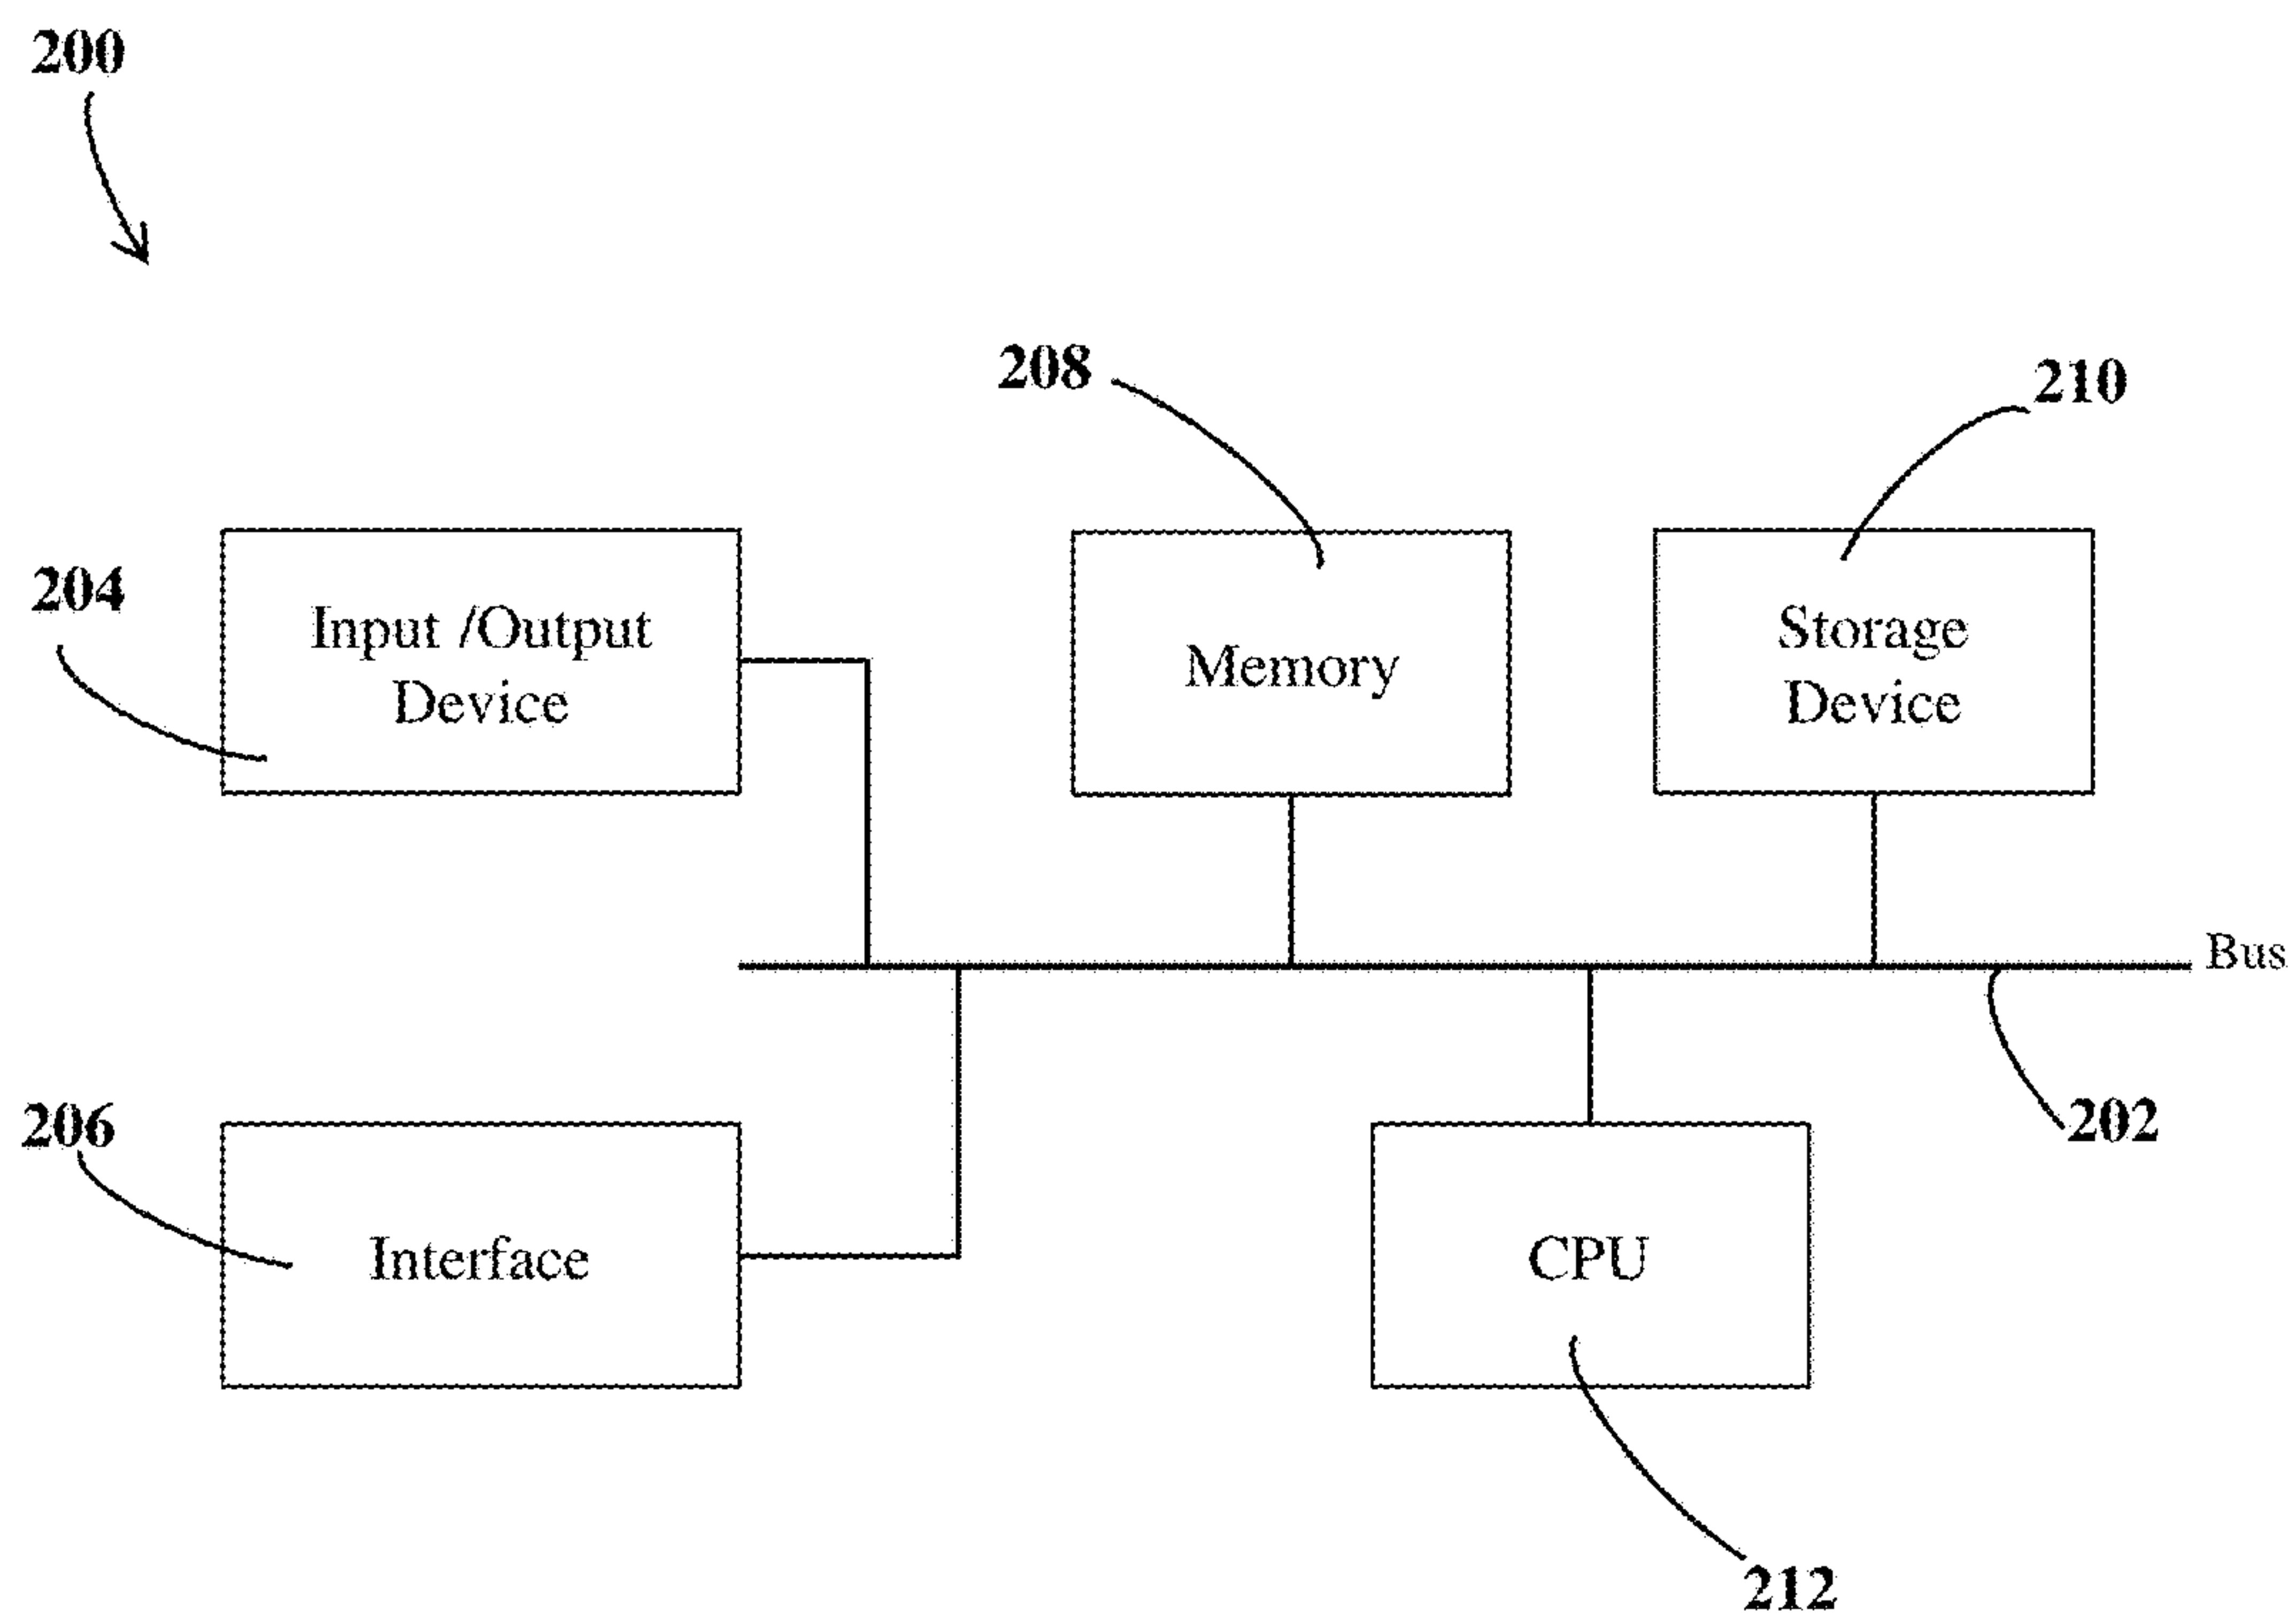 200
208
210
204
Input /Output
Device
Memory
Storage
Device
Bus
206
202
Interface
CPU
212